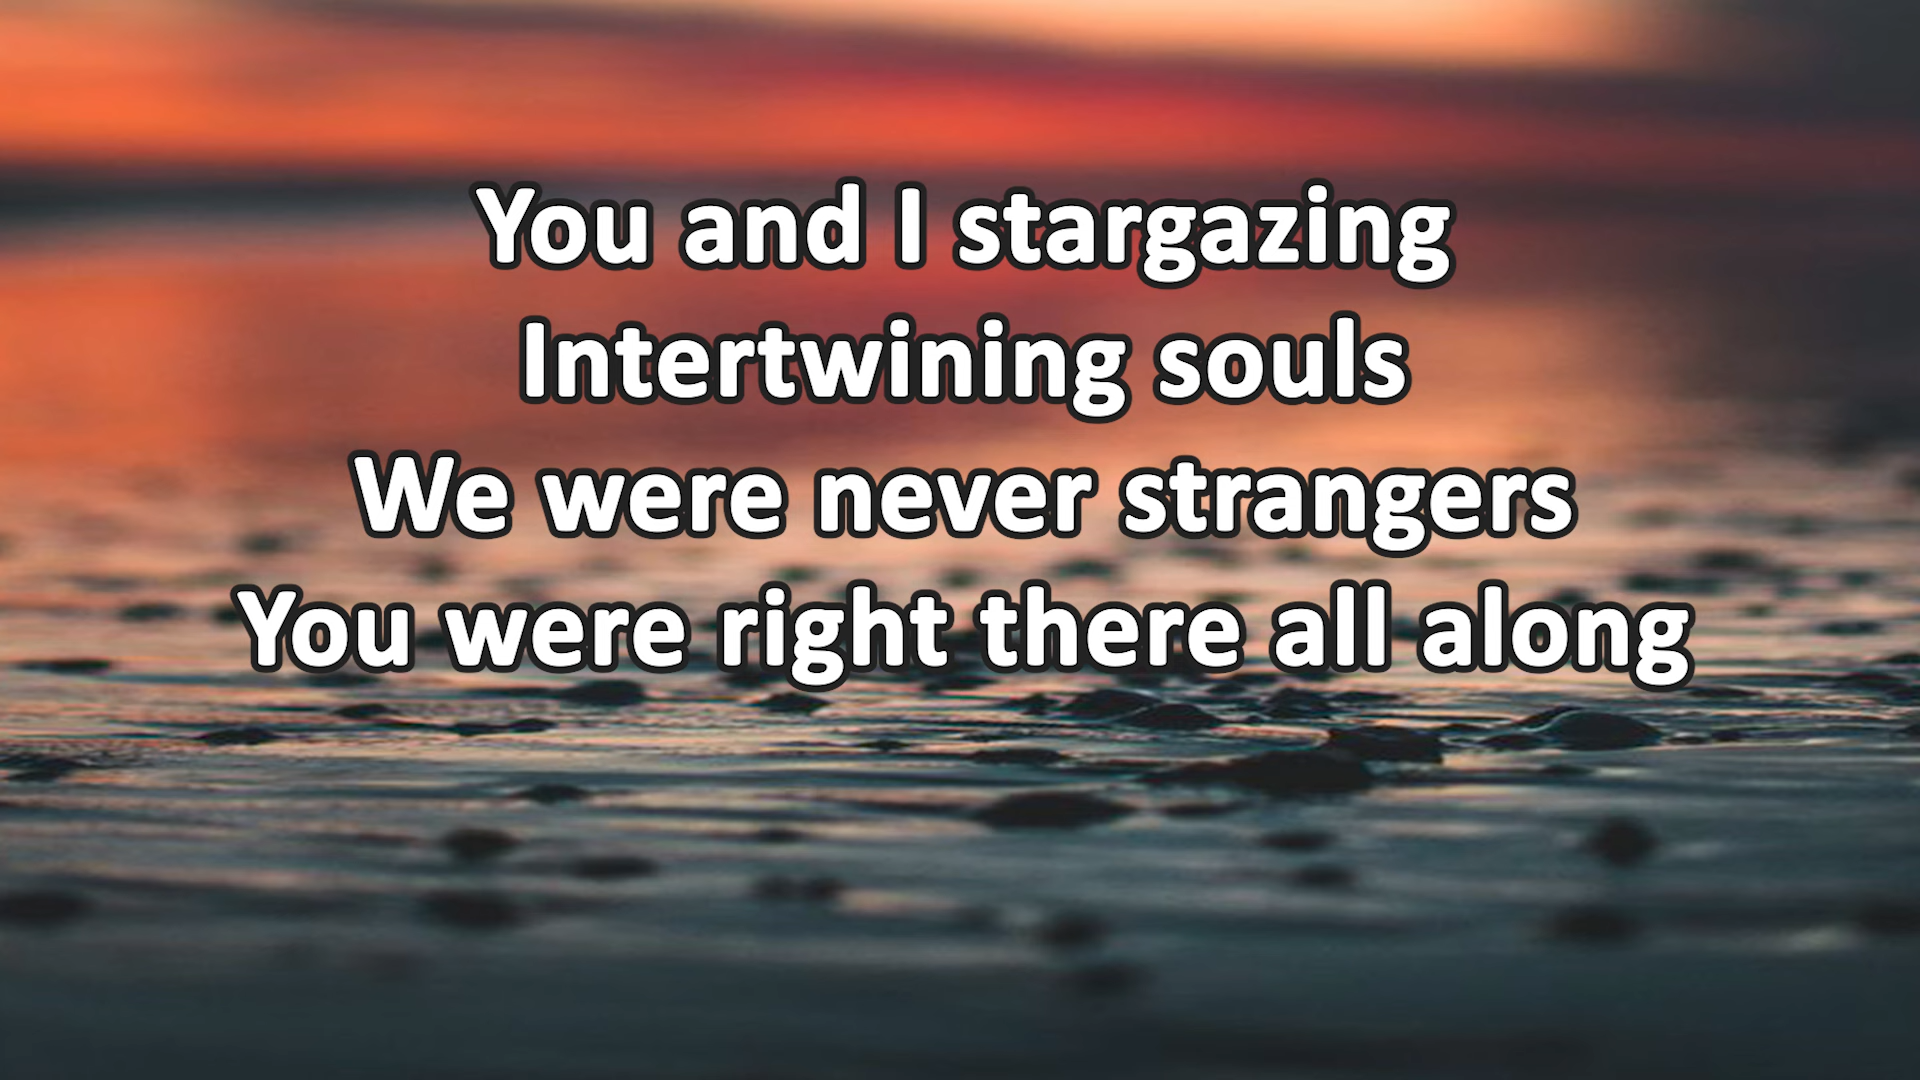 You and I stargazing
Intertwining souls
We were never strangers
You were right there all along